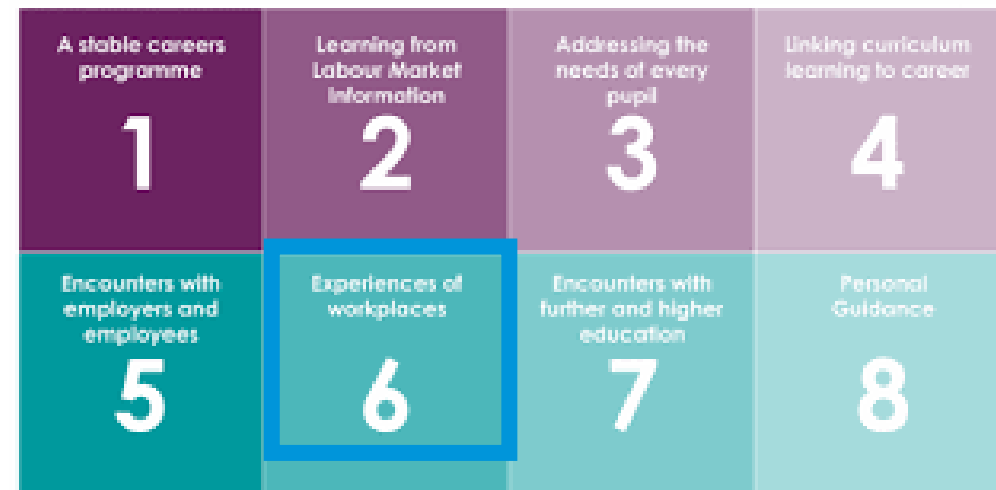 A stable careers
programme
1
Learning from
Labour Market
Information
2
Addressing the
needs of every
pupil
3
Linking curriculum
learning to career
4
Encounters with
employers and
employees
5
Experiences of
workplaces
6
Encounters with
further and higher
education
7
Personal
Guidance
8